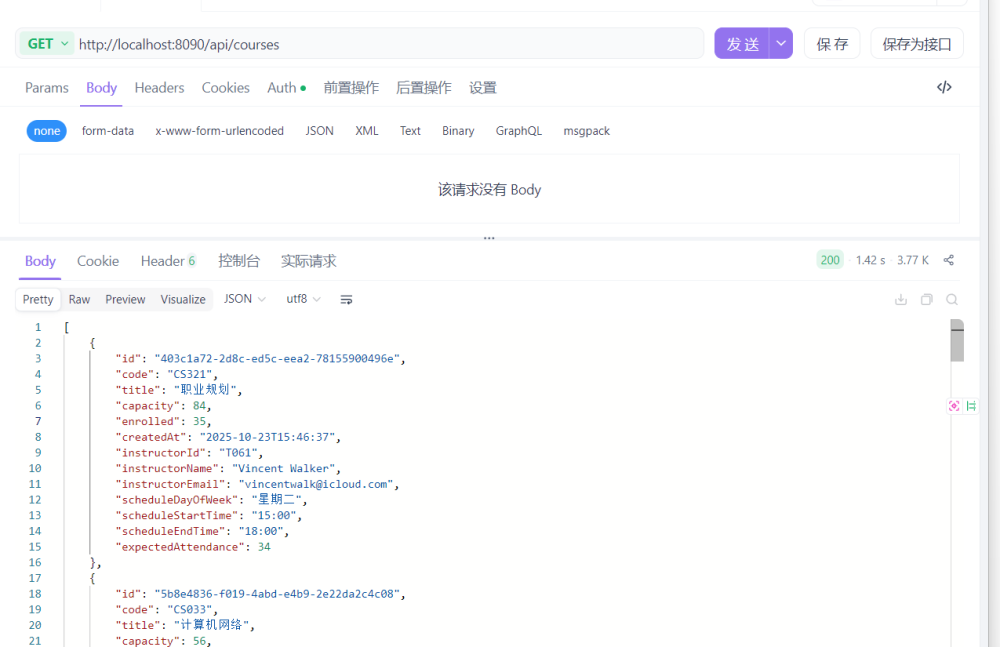 GET http://localhost:8090/api/courses 发 送 保 存 保存为接口
Params Body Headers Cookies Auth 前置操作 后置操作 设置 </>
none form-data x-www-form-urlencoded JSON XML Text Binary GraphQL msgpack
该请求没有 Body
Body Cookie Header 6 控制台 实际请求 200 1.42 s 3.77 K
Pretty Raw Preview Visualize JSON utf8
1 [
2 {
3 "id": "403c1a72-2d8c-ed5c-eea2-78155900496e",
4 "code": "CS321",
5 "title": "职业规划",
6 "capacity": 84,
7 "enrolled": 35,
8 "createdAt": "2025-10-23T15:46:37",
9 "instructorId": "T061",
10 "instructorName": "Vincent Walker",
11 "instructorEmail": "vincentwalk@icloud.com",
12 "scheduleDayOfWeek": "星期二",
13 "scheduleStartTime": "15:00",
14 "scheduleEndTime": "18:00",
15 "expectedAttendance": 34
16 },
17 {
18 "id": "5b8e4836-f019-4abd-e4b9-2e22da2c4c08",
19 "code": "CS033",
20 "title": "计算机网络",
21 "capacity": 56,